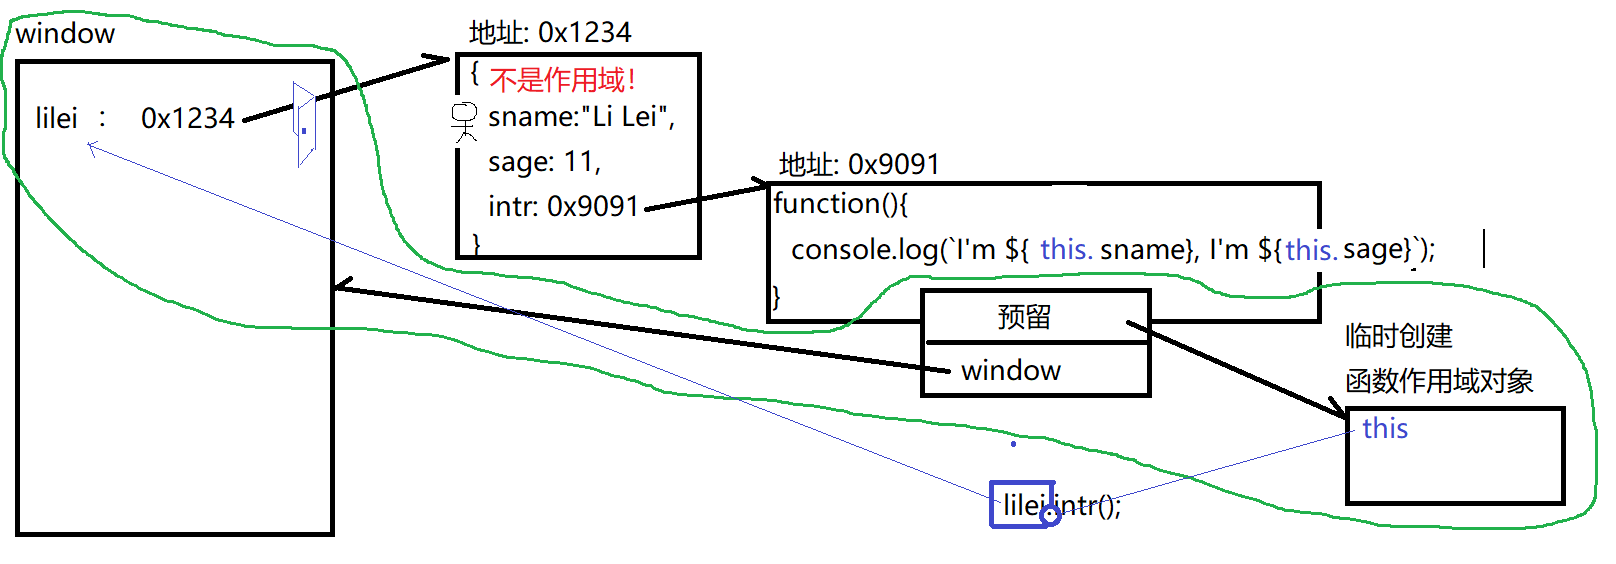 window
lilei : 0x1234
地址: 0x1234
{ 不是作用域!
sname:"Li Lei",
sage: 11,
intr: 0x9091
}
地址: 0x9091
function(){
console.log(`I'm ${ this. sname}, I'm ${this. sage}`);
}
预留
window
临时创建
函数作用域对象
this
lilei.intr();